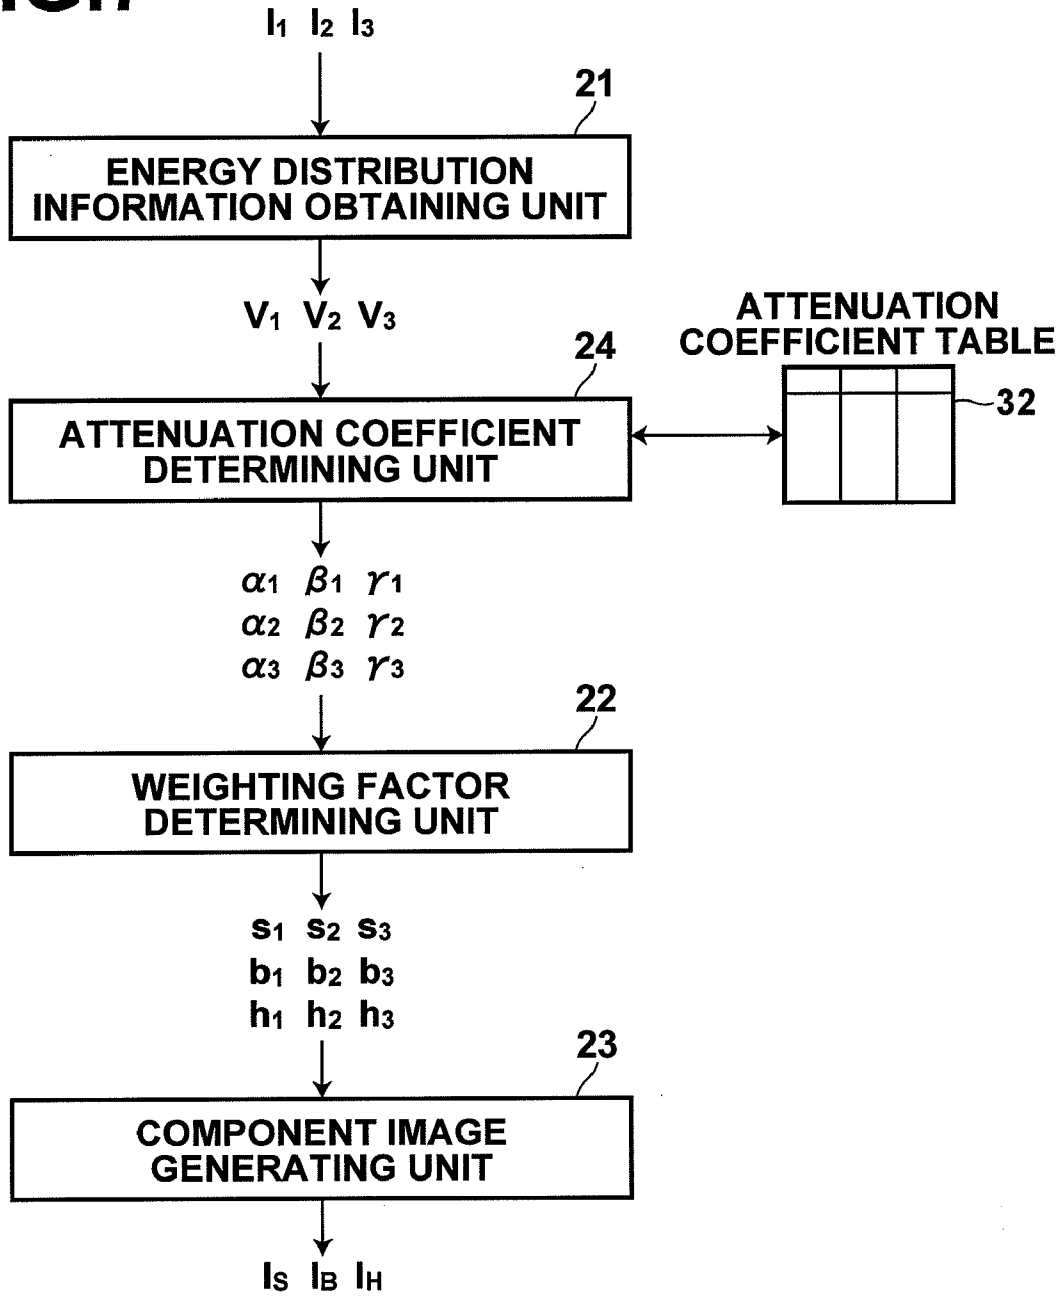 I1 I2 I3
21
ENERGY DISTRIBUTION
INFORMATION OBTAINING UNIT
V1 V2 V3
24
ATTENUATION
COEFFICIENT TABLE
ATTENUATION COEFFICIENT
DETERMINING UNIT
32
α1 β1 γ1
α2 β2 γ2
α3 β3 γ3
22
WEIGHTING FACTOR
DETERMINING UNIT
s1 s2 s3
b1 b2 b3
h1 h2 h3
23
COMPONENT IMAGE
GENERATING UNIT
IS IB IH